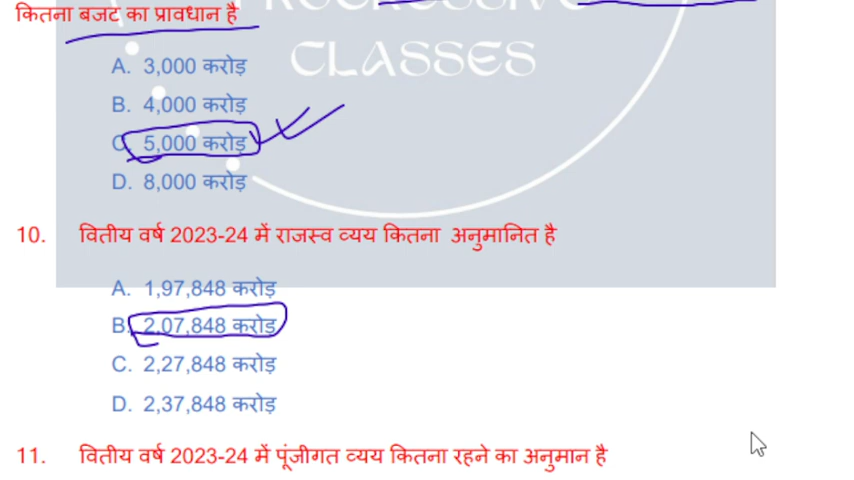 कितना बजट का प्रावधान है
PROGRESSIVE
CLASSES
A. 3,000 करोड़
B. 4,000 करोड़
C. 5,000 करोड़
D. 8,000 करोड़
10. वितीय वर्ष 2023-24 में राजस्व व्यय कितना अनुमानित है
A. 1,97,848 करोड़
B. 2,07,848 करोड़
C. 2,27,848 करोड़
D. 2,37,848 करोड़
11. वितीय वर्ष 2023-24 में पूंजीगत व्यय कितना रहने का अनुमान है